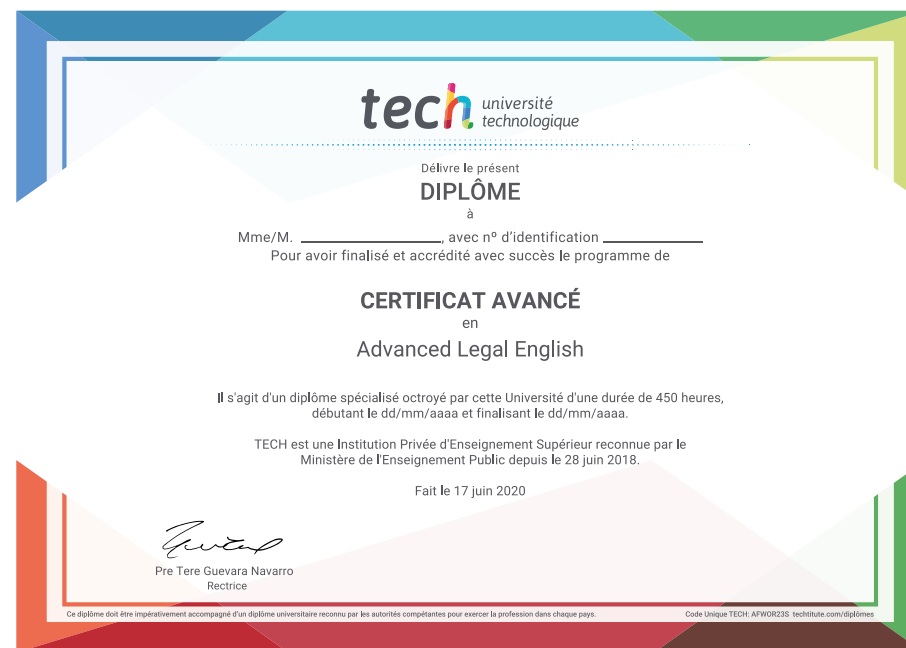 tech université
technologique
Délivre le présent
DIPLÔME
à
Mme/M. ____________________, avec nº d'identification ______________
Pour avoir finalisé et accrédité avec succès le programme de
CERTIFICAT AVANCÉ
en
Advanced Legal English
Il s'agit d'un diplôme spécialisé octroyé par cette Université d'une durée de 450 heures,
débutant le dd/mm/aaaa et finalisant le dd/mm/aaaa.
TECH est une Institution Privée d'Enseignement Supérieur reconnue par le
Ministère de l'Enseignement Public depuis le 28 juin 2018.
Fait le 17 juin 2020
Pre Tere Guevara Navarro
Rectrice
Ce diplôme doit être impérativement accompagné d'un diplôme universitaire reconnu par les autorités compétentes pour exercer la profession dans chaque pays.
Code Unique TECH: AFWOR23S techtitute.com/diplômes